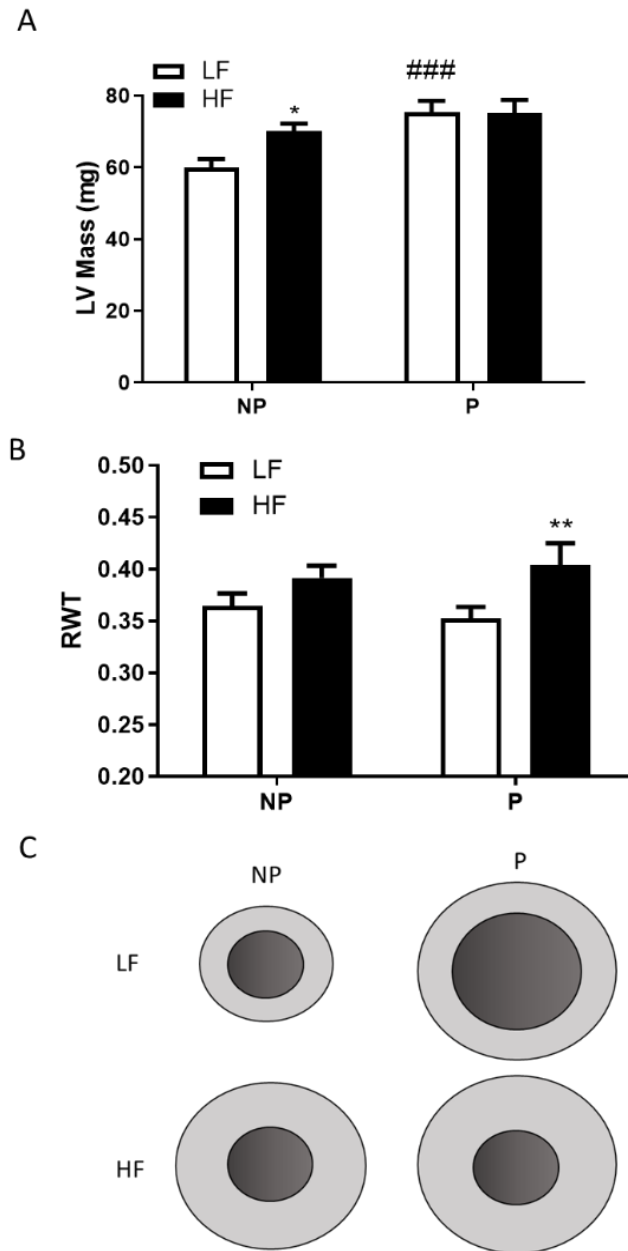 A
LF
HF
###
*
80
60
40
20
0
LV Mass (mg)
NP P
B
LF
HF
**
0.50
0.45
0.40
0.35
0.30
0.25
0.20
RWT
NP P
C
NP P
LF
HF